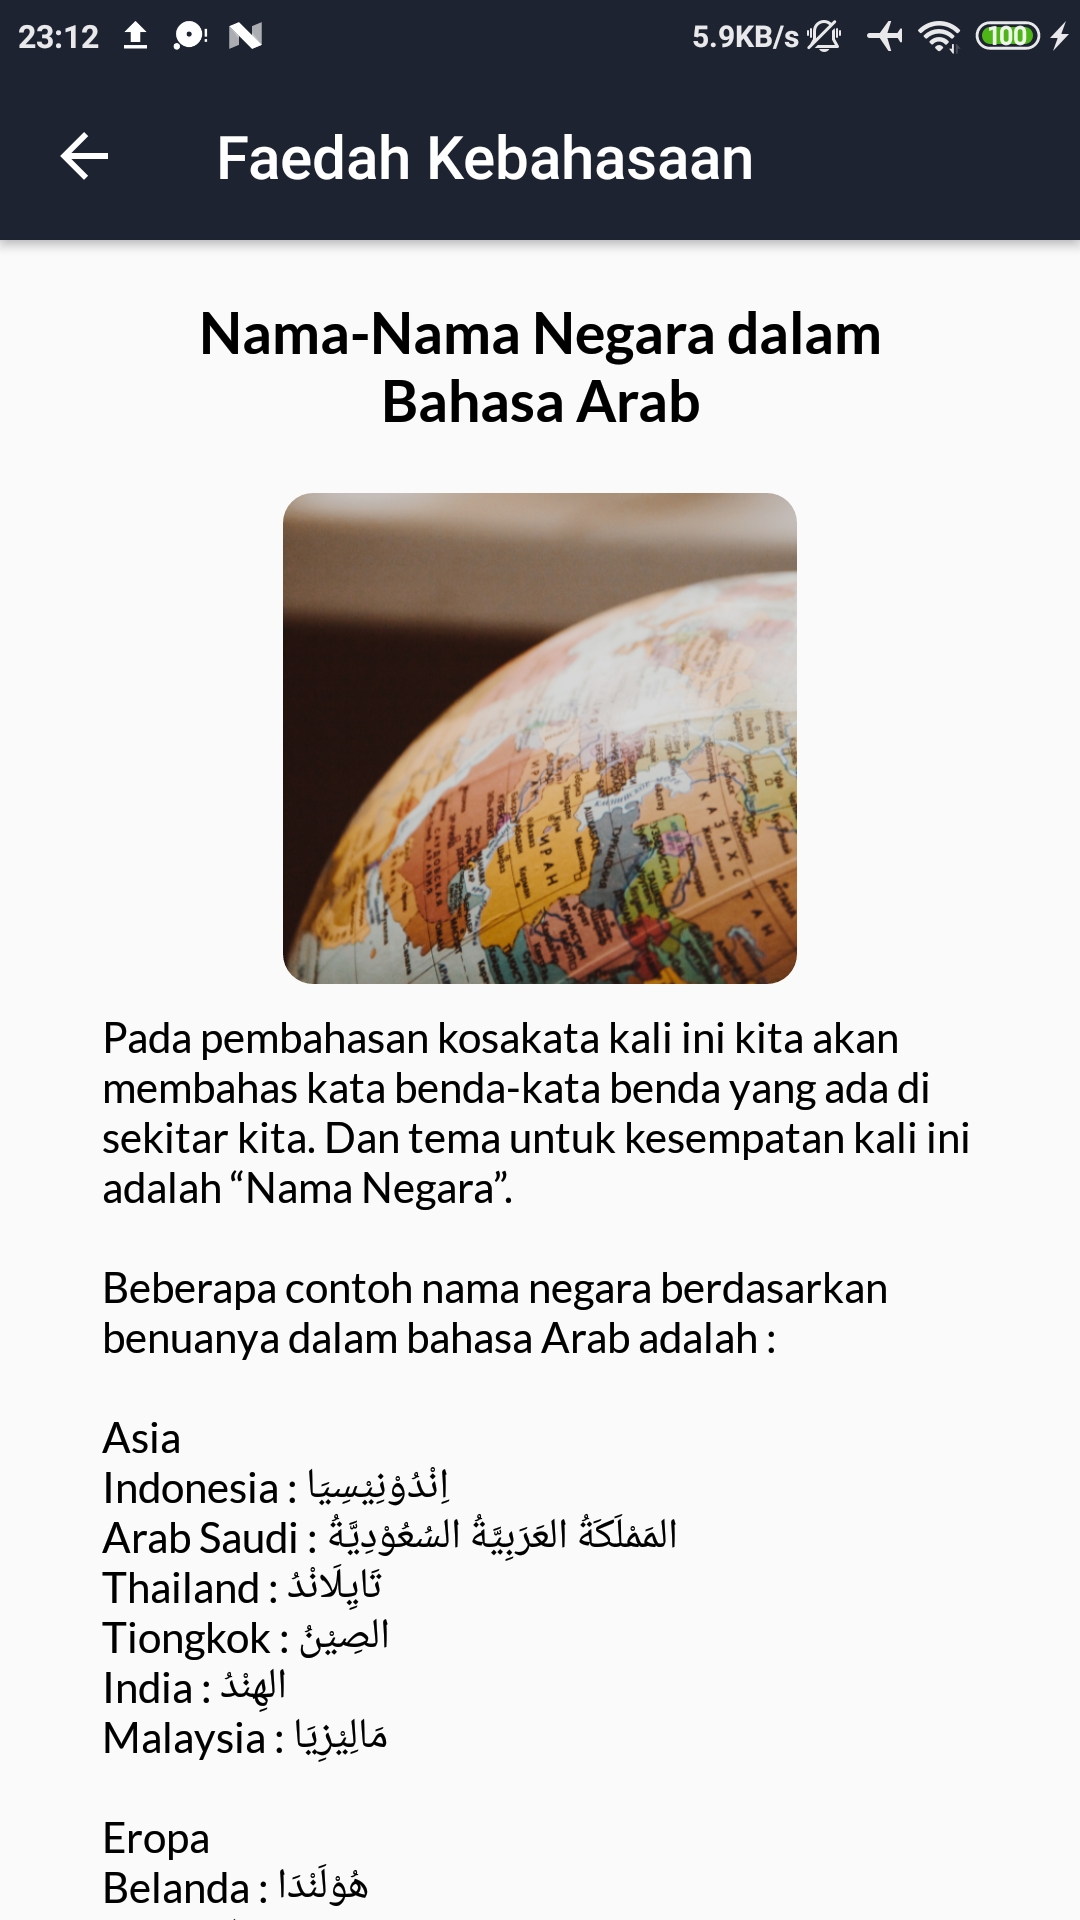 23:12 5.9KB/s 100
Faedah Kebahasaan
Nama-Nama Negara dalam
Bahasa Arab
ИРАН
КАЗАХСТАН
Pada pembahasan kosakata kali ini kita akan
membahas kata benda-kata benda yang ada di
sekitar kita. Dan tema untuk kesempatan kali ini
adalah “Nama Negara”.
Beberapa contoh nama negara berdasarkan
benuanya dalam bahasa Arab adalah :
Asia
Indonesia : اِنْدُوْنِيْسِيَا
Arab Saudi : المَمْلَكَةُ العَرَبِيَّةُ السُعُوْدِيَّةُ
Thailand : تَايِلَانْدُ
Tiongkok : الصِيْنُ
India : الهِنْدُ
Malaysia : مَالِيْزِيَا
Eropa
Belanda : هُوْلَنْدَا